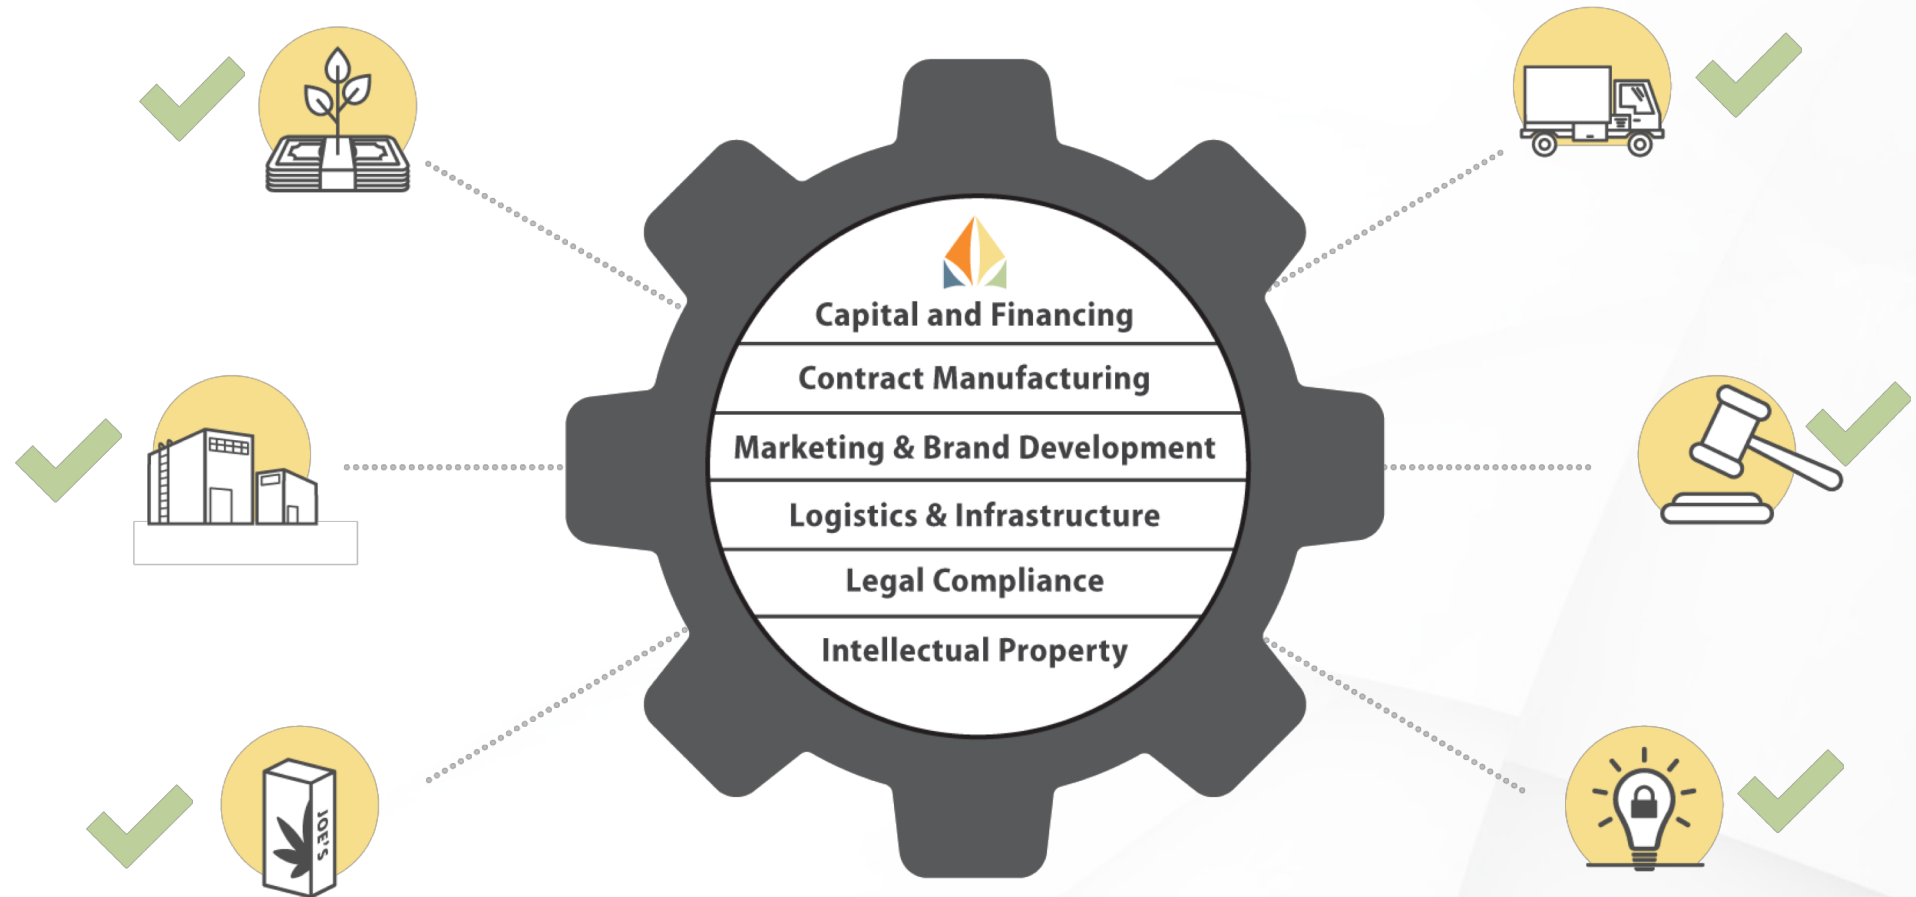 Capital and Financing
Contract Manufacturing
Marketing & Brand Development
Logistics & Infrastructure
Legal Compliance
Intellectual Property
JOE'S